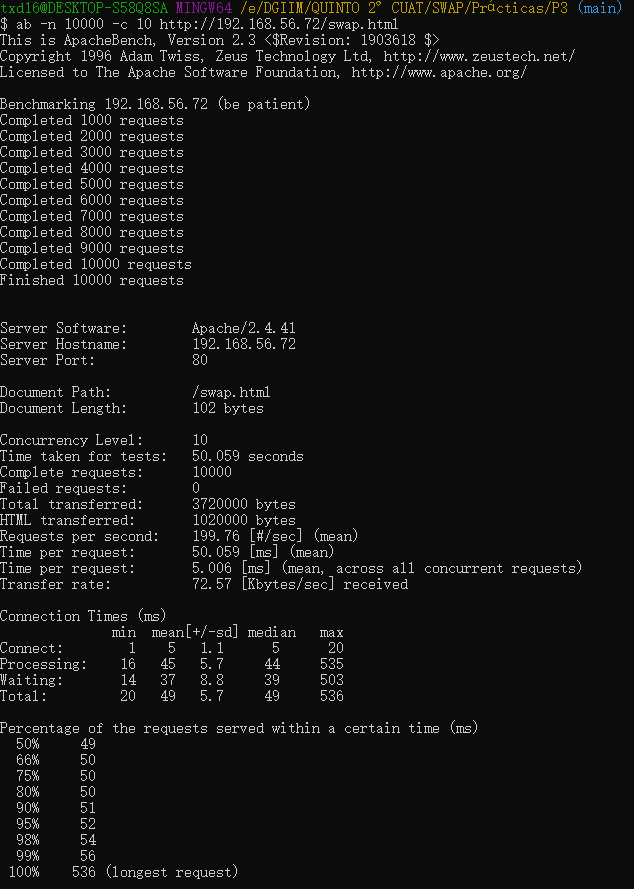 txd16@DESKTOP-S58Q8SA MINGW64 /e/DGIIM/QUINTO 2° CUAT/SWAP/Prácticas/P3 (main)
$ ab -n 10000 -c 10 http://192.168.56.72/swap.html
This is ApacheBench, Version 2.3 <$Revision: 1903618 $>
Copyright 1996 Adam Twiss, Zeus Technology Ltd, http://www.zeustech.net/
Licensed to The Apache Software Foundation, http://www.apache.org/

Benchmarking 192.168.56.72 (be patient)
Completed 1000 requests
Completed 2000 requests
Completed 3000 requests
Completed 4000 requests
Completed 5000 requests
Completed 6000 requests
Completed 7000 requests
Completed 8000 requests
Completed 9000 requests
Completed 10000 requests
Finished 10000 requests


Server Software:        Apache/2.4.41
Server Hostname:        192.168.56.72
Server Port:            80

Document Path:          /swap.html
Document Length:        102 bytes

Concurrency Level:      10
Time taken for tests:   50.059 seconds
Complete requests:      10000
Failed requests:        0
Total transferred:      3720000 bytes
HTML transferred:       1020000 bytes
Requests per second:    199.76 [#/sec] (mean)
Time per request:       50.059 [ms] (mean)
Time per request:       5.006 [ms] (mean, across all concurrent requests)
Transfer rate:          72.57 [Kbytes/sec] received

Connection Times (ms)
              min  mean[+/-sd] median   max
Connect:        1    5   1.1      5      20
Processing:    16   45   5.7     44     535
Waiting:       14   37   8.8     39     503
Total:         20   49   5.7     49     536

Percentage of the requests served within a certain time (ms)
  50%     49
  66%     50
  75%     50
  80%     50
  90%     51
  95%     52
  98%     54
  99%     56
 100%    536 (longest request)